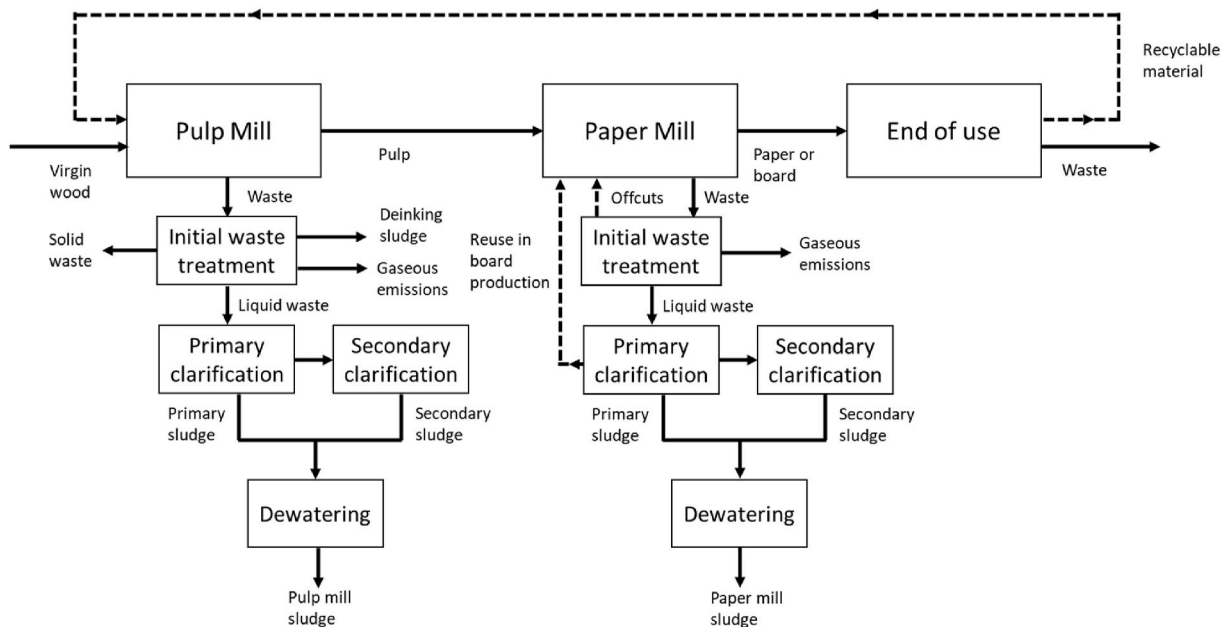 Recyclable
material
Pulp Mill
Paper Mill
End of use
Pulp
Paper or
board
Virgin
wood
Waste
Waste
Offcuts
Waste
Solid
waste
Initial waste
treatment
Deinking
sludge
Gaseous
emissions
Reuse in
board
production
Initial waste
treatment
Gaseous
emissions
Liquid waste
Liquid waste
Primary
clarification
Secondary
clarification
Primary
clarification
Secondary
clarification
Primary
sludge
Secondary
sludge
Primary
sludge
Secondary
sludge
Dewatering
Dewatering
Pulp mill
sludge
Paper mill
sludge